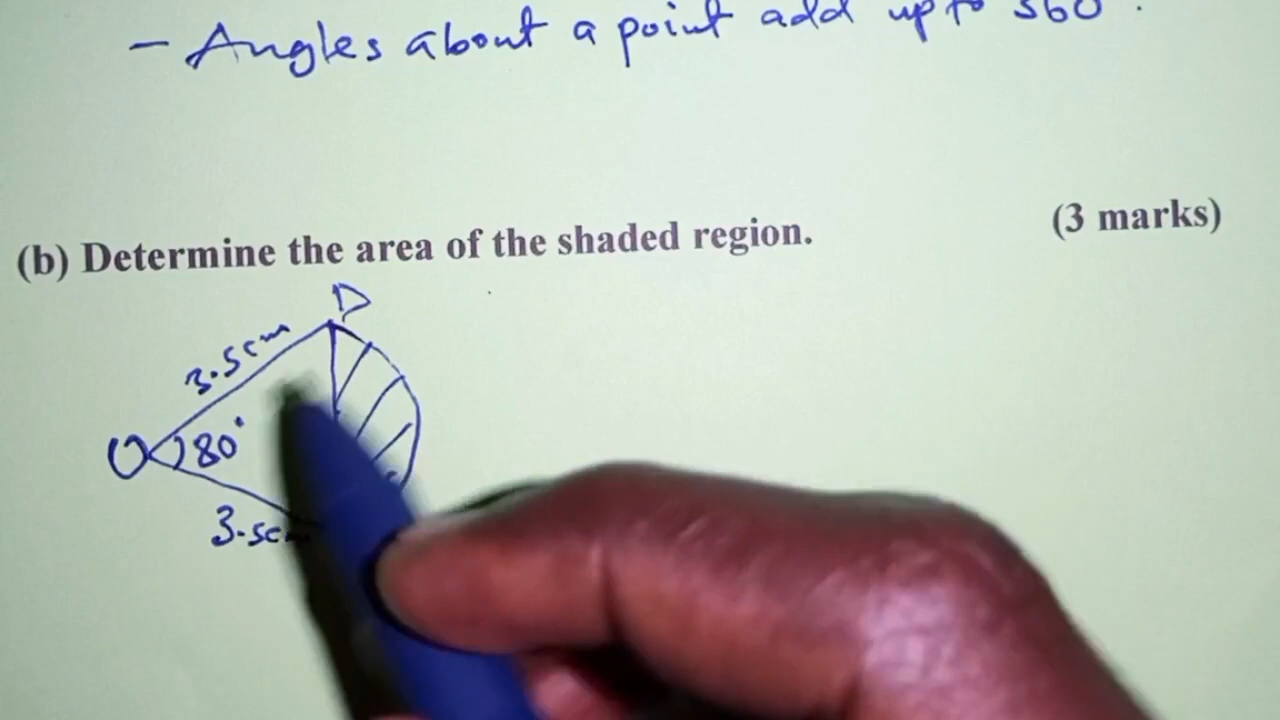 - Angles about a point add up to 360°.
(b) Determine the area of the shaded region.
(3 marks)
D
3.5cm
O
80°
3.5cm